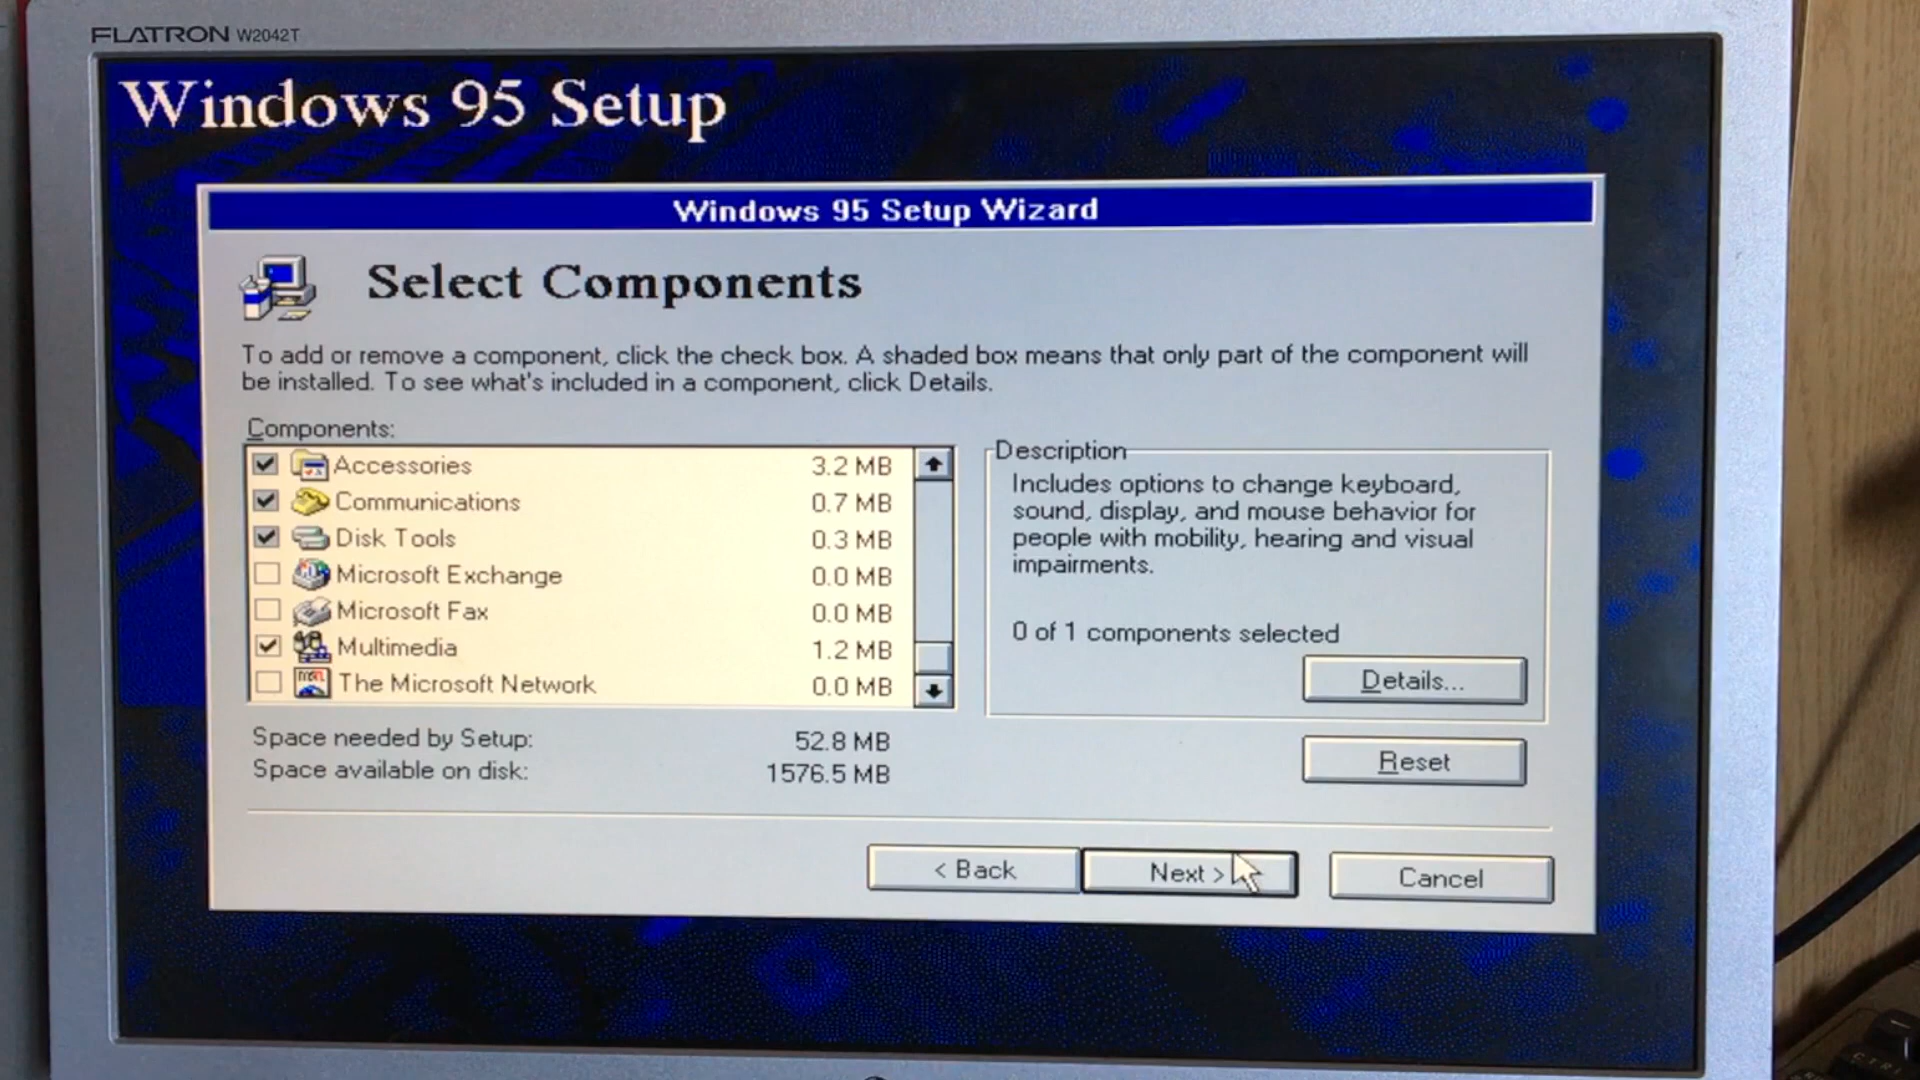 FLATRON W2042T
Windows 95 Setup
Windows 95 Setup Wizard
Select Components
To add or remove a component, click the check box. A shaded box means that only part of the component will
be installed. To see what's included in a component, click Details.
Components:
Accessories 3.2 MB
Communications 0.7 MB
Disk Tools 0.3 MB
Microsoft Exchange 0.0 MB
Microsoft Fax 0.0 MB
Multimedia 1.2 MB
The Microsoft Network 0.0 MB
Description
Includes options to change keyboard,
sound, display, and mouse behavior for
people with mobility, hearing and visual
impairments.
0 of 1 components selected
Details...
Space needed by Setup: 52.8 MB
Space available on disk: 1576.5 MB
Reset
< Back
Next >
Cancel
CTRL